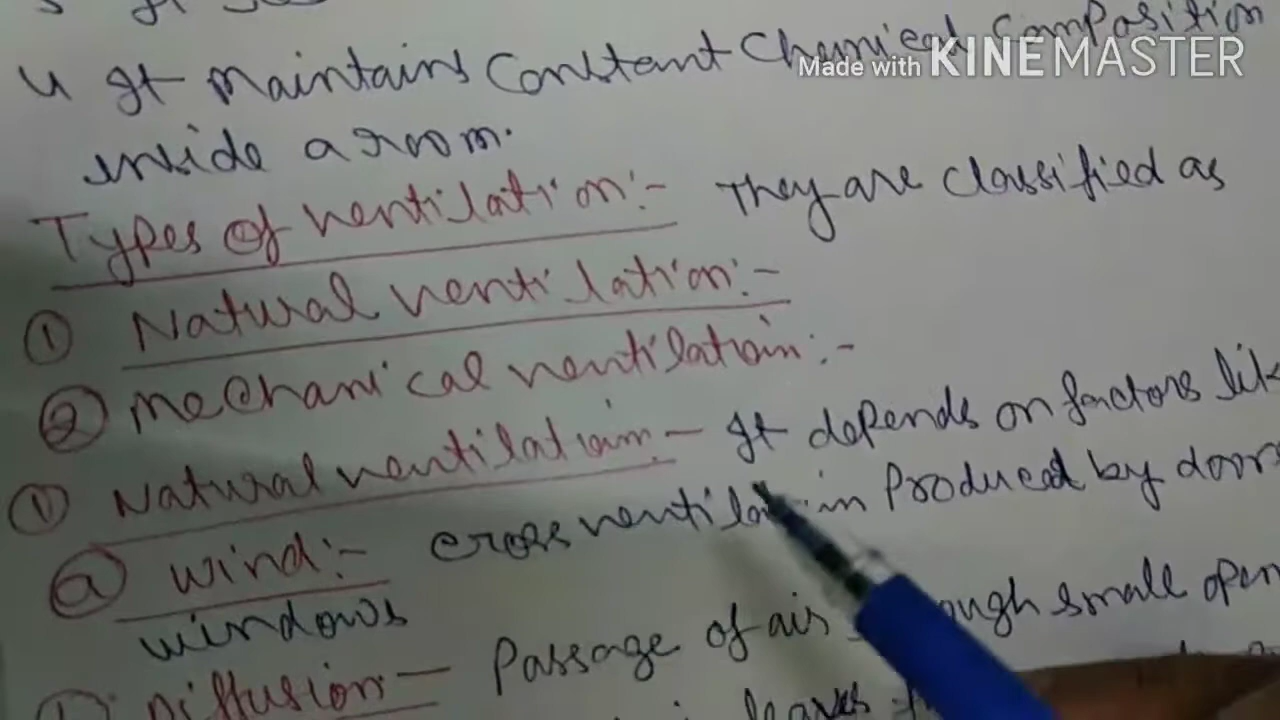 4 It maintains Constant Chemical Composition
inside a room.
Made with KINEMASTER
Types of ventilation:- They are classified as
① Natural ventilation:-
② Mechanical ventilation:-
① Natural ventilation- It depends on factors lik
ⓐ wind:- cross ventilation Produced by door
windows
Diffusion- Passage of air through small open
leaves